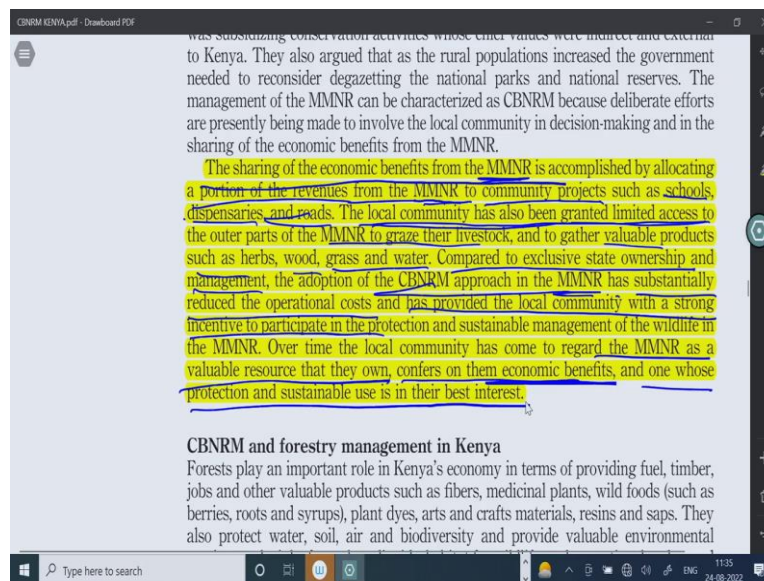 CBNRM KENYA.pdf - Drawboard PDF
was subsidizing conservation activities whose chief values were indirect and external
to Kenya. They also argued that as the rural populations increased the government
needed to reconsider degazetting the national parks and national reserves. The
management of the MMNR can be characterized as CBNRM because deliberate efforts
are presently being made to involve the local community in decision-making and in the
sharing of the economic benefits from the MMNR.
The sharing of the economic benefits from the MMNR is accomplished by allocating
a portion of the revenues from the MMNR to community projects such as schools,
dispensaries, and roads. The local community has also been granted limited access to
the outer parts of the MMNR to graze their livestock, and to gather valuable products
such as herbs, wood, grass and water. Compared to exclusive state ownership and
management, the adoption of the CBNRM approach in the MMNR has substantially
reduced the operational costs and has provided the local community with a strong
incentive to participate in the protection and sustainable management of the wildlife in
the MMNR. Over time the local community has come to regard the MMNR as a
valuable resource that they own, confers on them economic benefits, and one whose
protection and sustainable use is in their best interest.
CBNRM and forestry management in Kenya
Forests play an important role in Kenya's economy in terms of providing fuel, timber,
jobs and other valuable products such as fibers, medicinal plants, wild foods (such as
berries, roots and syrups), plant dyes, arts and crafts materials, resins and saps. They
also protect water, soil, air and biodiversity and provide valuable environmental
Type here to search
ENG
11:35
24-08-2022